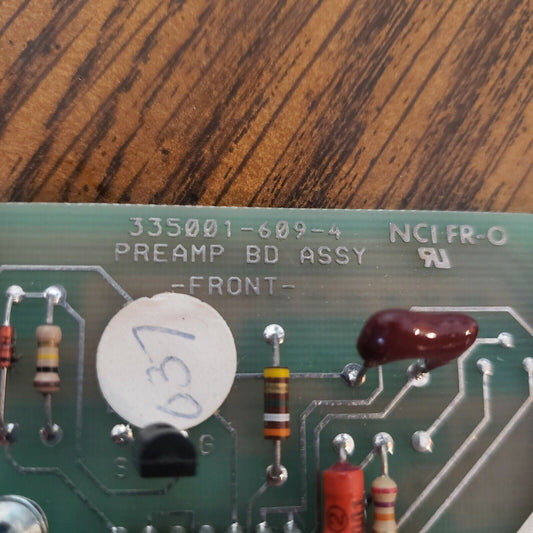 335001-609-4
NCI FR-O
PREAMP BD ASSY
-FRONT-
637
G
S